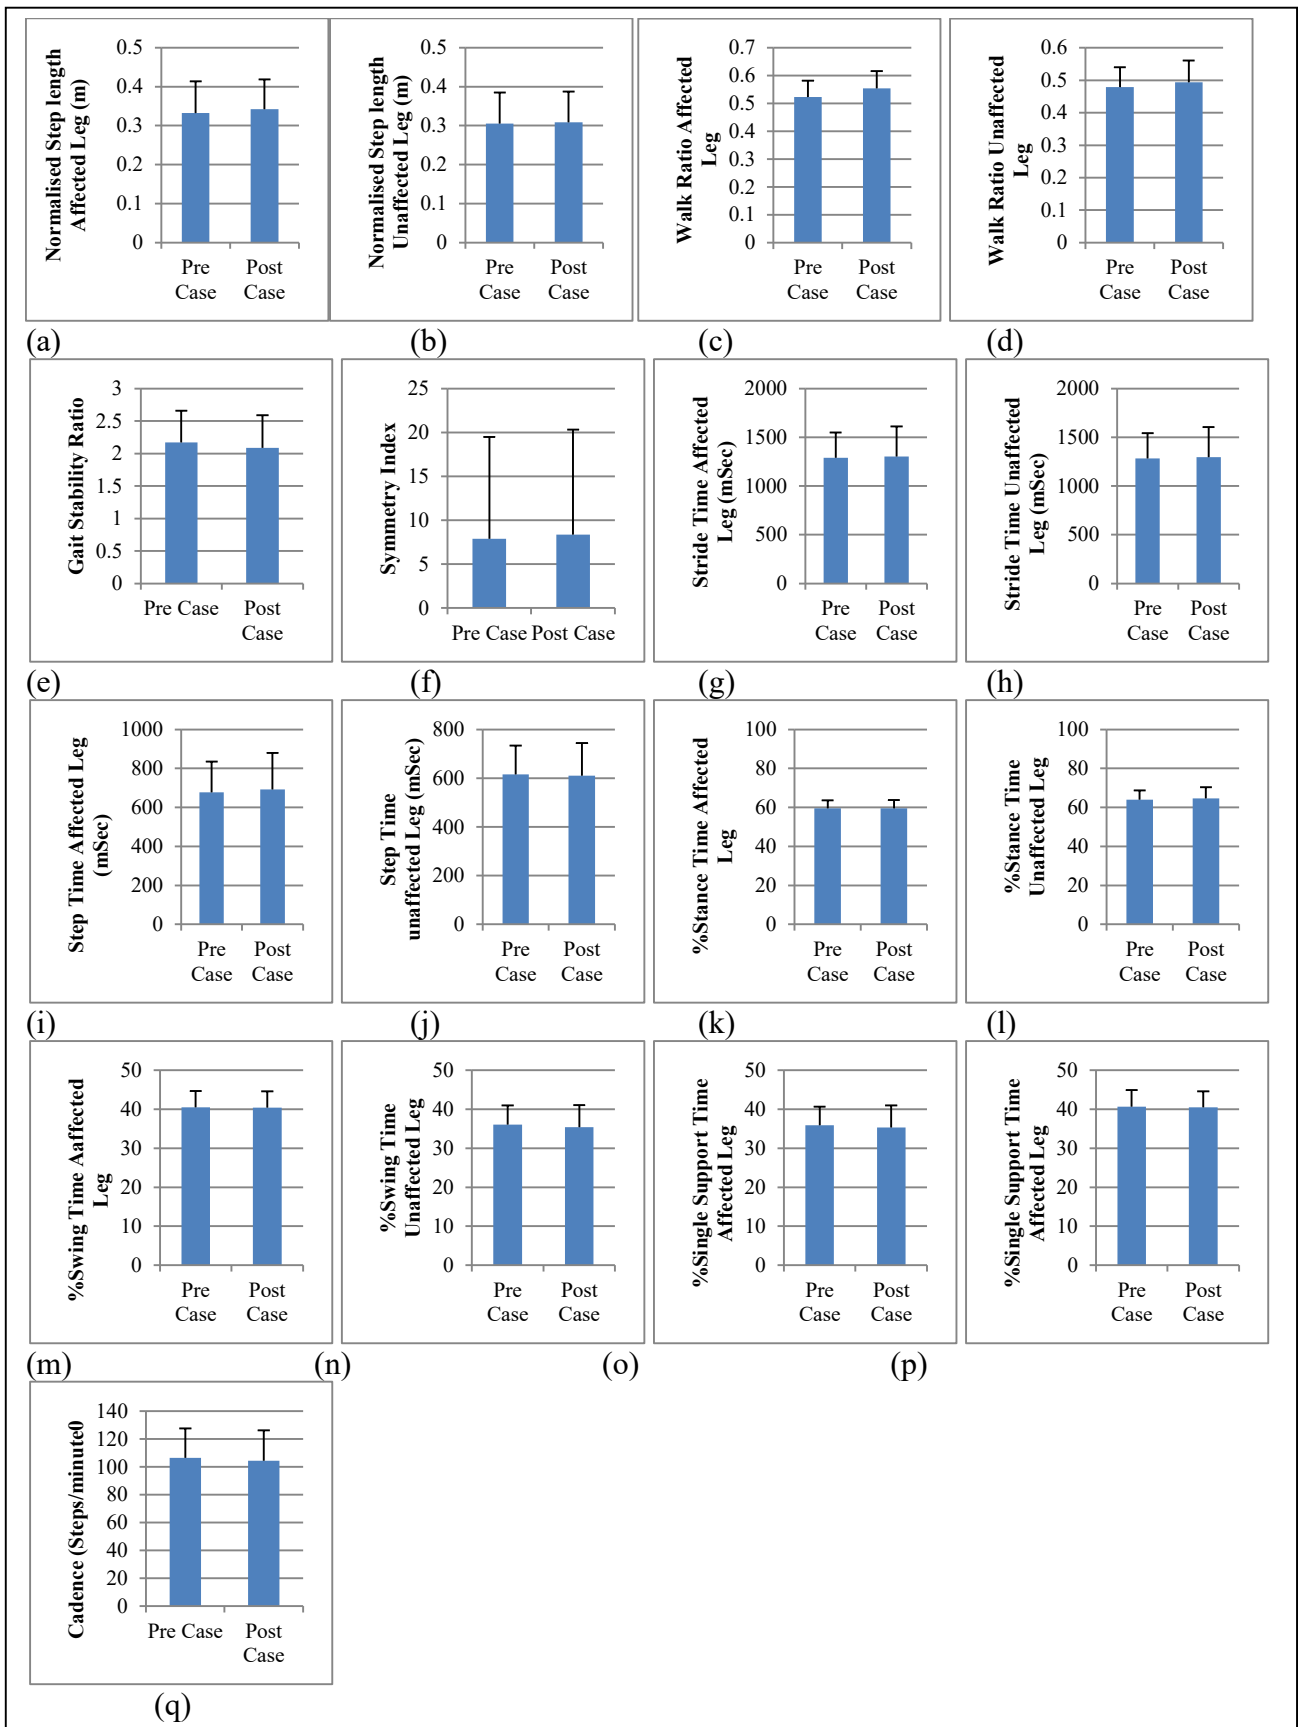 Normalised Step length
Affected Leg (m)
0.5
0.4
0.3
0.2
0.1
0
Pre
Case
Post
Case
Normalised Step length
Unaffected Leg (m)
0.5
0.4
0.3
0.2
0.1
0
Pre
Case
Post
Case
Walk Ratio Affected
Leg
0.7
0.6
0.5
0.4
0.3
0.2
0.1
0
Pre
Case
Post
Case
Walk Ratio Unaffected
Leg
0.6
0.5
0.4
0.3
0.2
0.1
0
Pre
Case
Post
Case
(a) (b) (c) (d)
Gait Stability Ratio
3
2.5
2
1.5
1
0.5
0
Pre Case
Post
Case
Symmetry Index
25
20
15
10
5
0
Pre Case Post Case
Stride Time Affected
Leg (mSec)
2000
1500
1000
500
0
Pre
Case
Post
Case
Stride Time Unaffected
Leg (mSec)
2000
1500
1000
500
0
Pre
Case
Post
Case
(e) (f) (g) (h)
Step Time Affected Leg
(mSec)
1000
800
600
400
200
0
Pre
Case
Post
Case
Step Time
unaffected Leg (mSec)
800
600
400
200
0
Pre
Case
Post
Case
%Stance Time Affected
Leg
100
80
60
40
20
0
Pre
Case
Post
Case
%Stance Time
Unaffected Leg
100
80
60
40
20
0
Pre
Case
Post
Case
(i) (j) (k) (l)
%Swing Time Aaffected
Leg
50
40
30
20
10
0
Pre
Case
Post
Case
%Swing Time
Unaffected Leg
50
40
30
20
10
0
Pre
Case
Post
Case
%Single Support Time
Affected Leg
50
40
30
20
10
0
Pre
Case
Post
Case
%Single Support Time
Affected Leg
50
40
30
20
10
0
Pre
Case
Post
Case
(m) (n) (o) (p)
Cadence (Steps/minute0
140
120
100
80
60
40
20
0
Pre Case
Post
Case
(q)